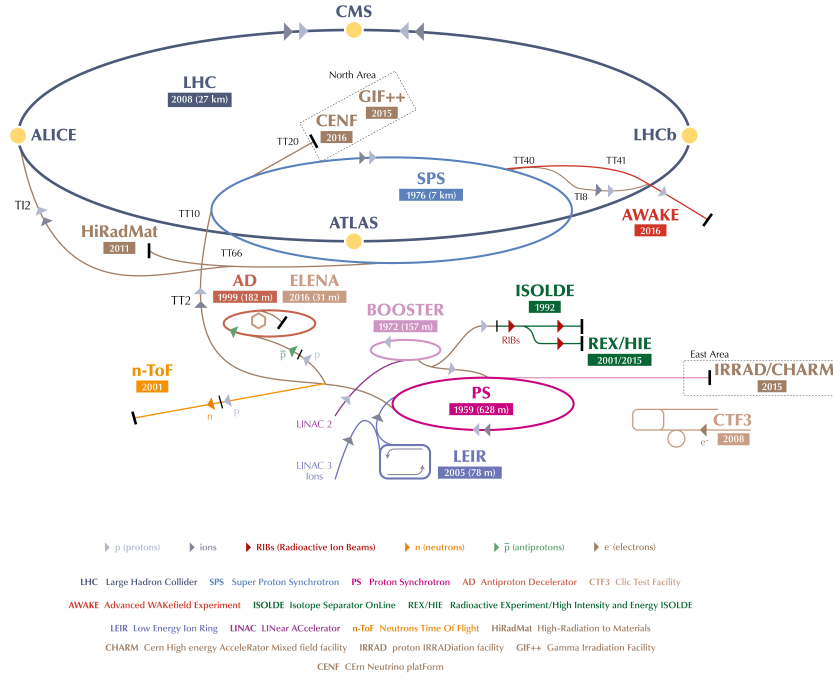 CMS
North Area
LHC
2008 (27 km)
GIF++
2015
CENF
2016
ALICE
LHCb
TT20
TT40
TT41
SPS
1976 (7 km)
TI8
TI2
TT10
AWAKE
2016
ATLAS
HiRadMat
2011
TT66
AD
1999 (182 m)
ELENA
2016 (31 m)
TT2
ISOLDE
1992
BOOSTER
1972 (157 m)
RIBs
REX/HIE
2001/2015
p̅
p
East Area
IRRAD/CHARM
2015
n-ToF
2001
PS
1959 (628 m)
n
p
LINAC 2
CTF3
2008
e-
LEIR
2005 (78 m)
LINAC 3
Ions
p (protons) ions RIBs (Radioactive Ion Beams) n (neutrons) p̅ (antiprotons) e- (electrons)
LHC Large Hadron Collider SPS Super Proton Synchrotron PS Proton Synchrotron AD Antiproton Decelerator CTF3 Clic Test Facility
AWAKE Advanced WAKefield Experiment ISOLDE Isotope Separator OnLine REX/HIE Radioactive EXperiment/High Intensity and Energy ISOLDE
LEIR Low Energy Ion Ring LINAC LINear ACcelerator n-ToF Neutrons Time Of Flight HiRadMat High-Radiation to Materials
CHARM Cern High energy AcceleRator Mixed field facility IRRAD proton IRRADiation facility GIF++ Gamma Irradiation Facility
CENF CErn Neutrino platForm